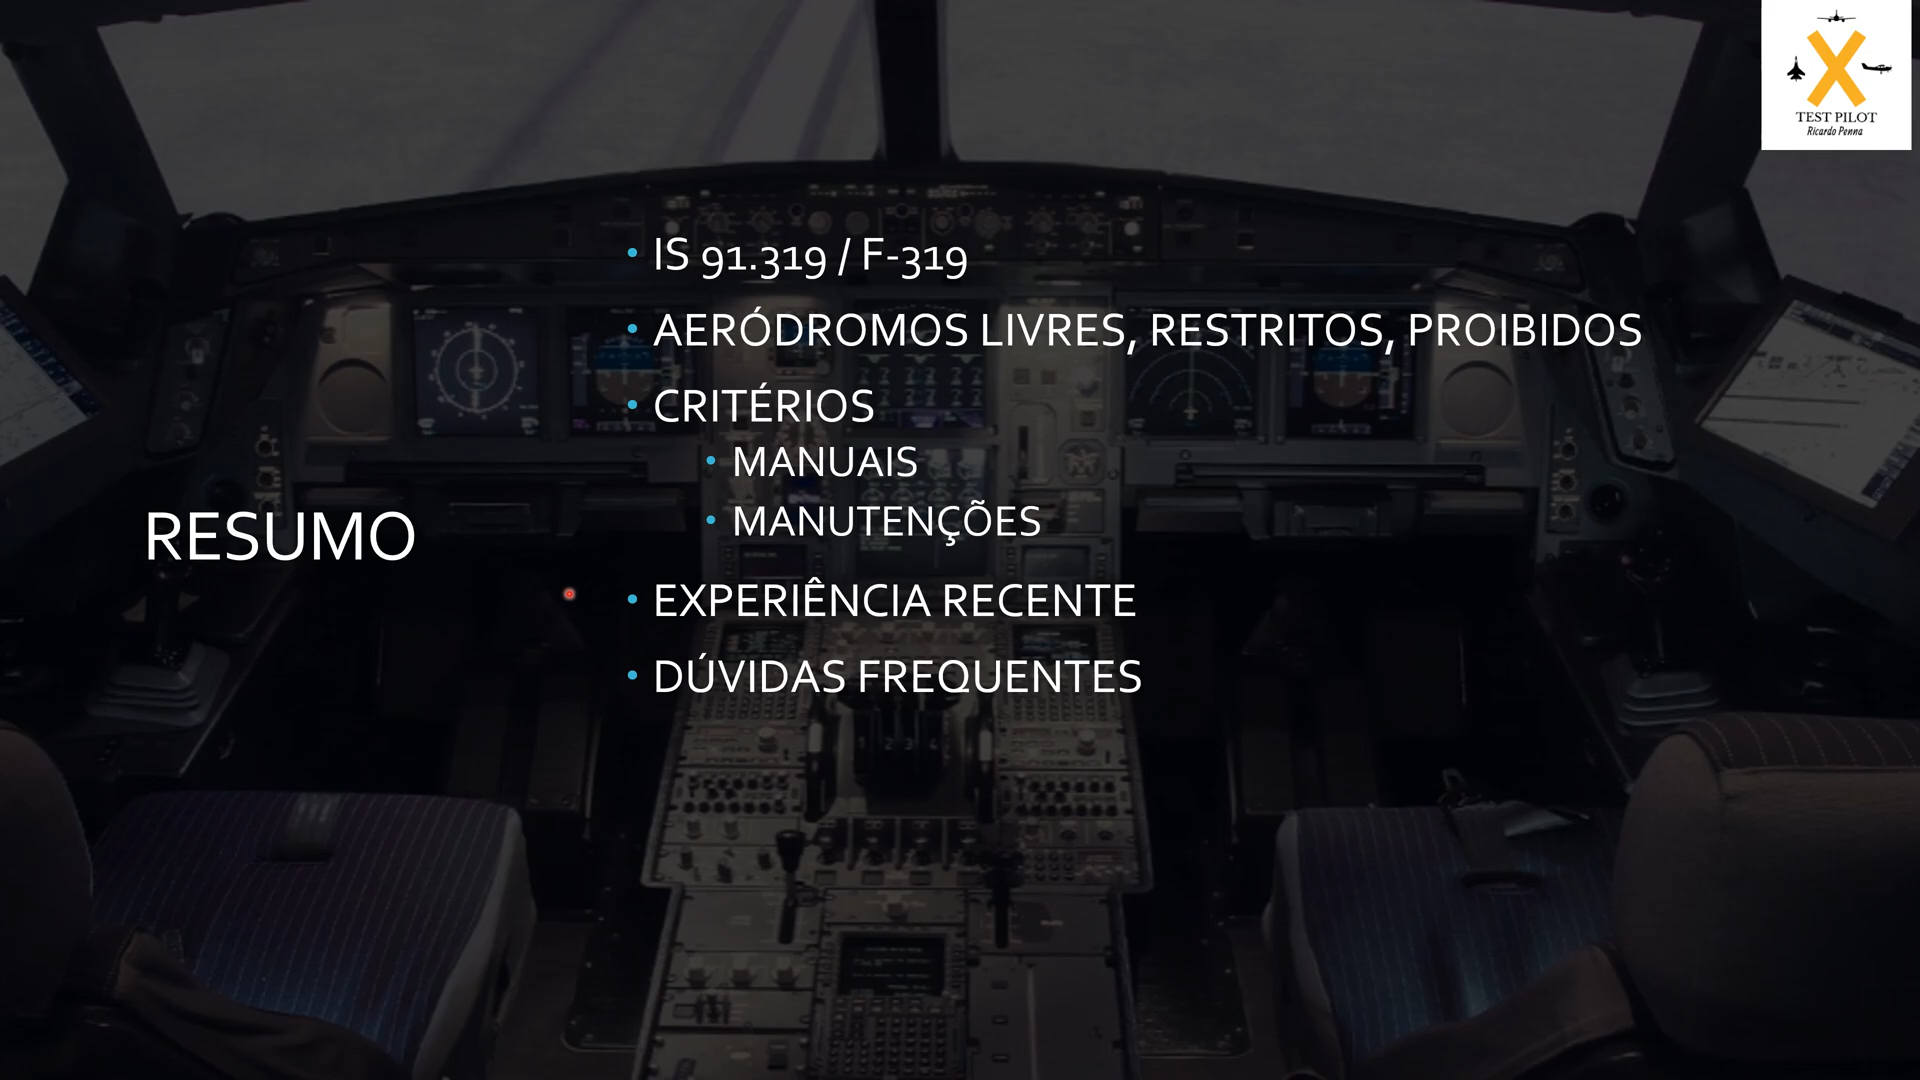 TEST PILOT
Ricardo Penna
RESUMO
• IS 91.319 / F-319
• AERÓDROMOS LIVRES, RESTRITOS, PROIBIDOS
• CRITÉRIOS
• MANUAIS
• MANUTENÇÕES
• EXPERIÊNCIA RECENTE
• DÚVIDAS FREQUENTES